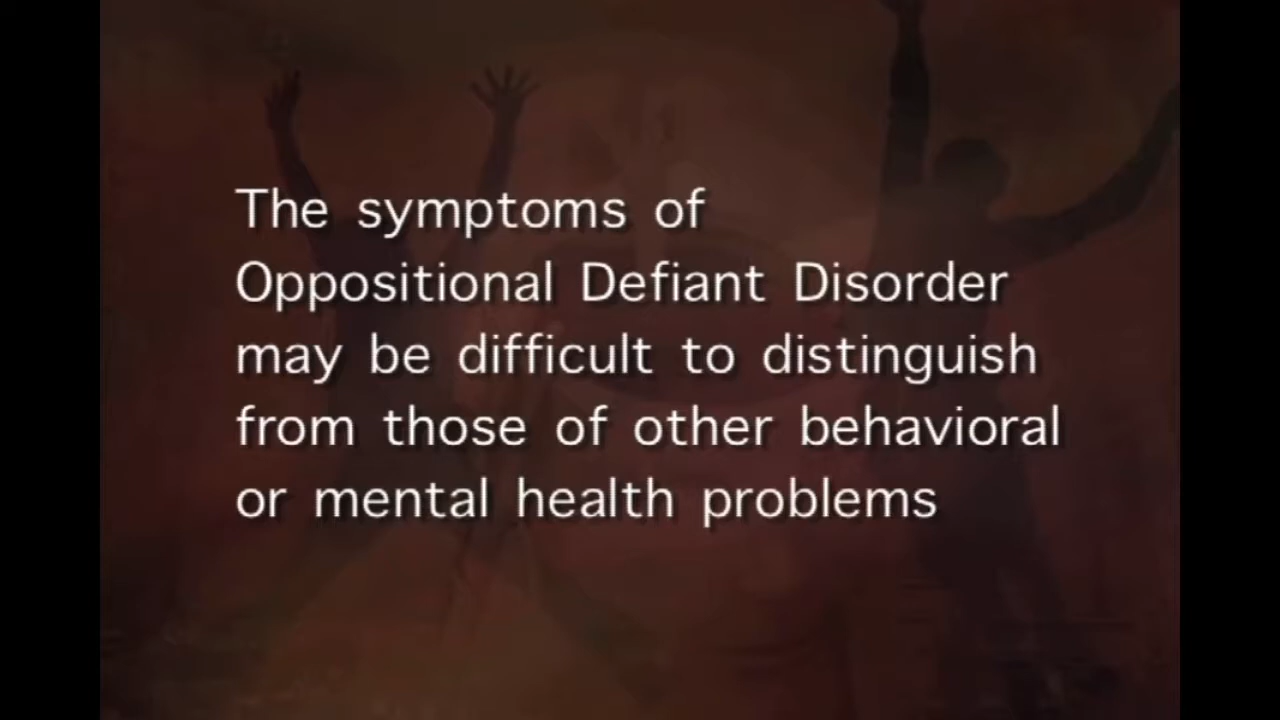 The symptoms of
Oppositional Defiant Disorder
may be difficult to distinguish
from those of other behavioral
or mental health problems